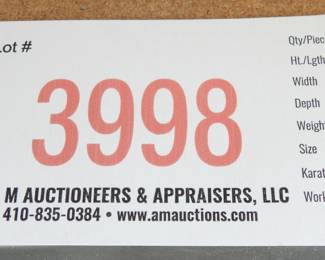 Lot #
3998
M AUCTIONEERS & APPRAISERS, LLC
410-835-0384 • www.amauctions.com
Qty/Piec
Ht./Lgth
Width
Depth
Weight
Size
Karat
Work